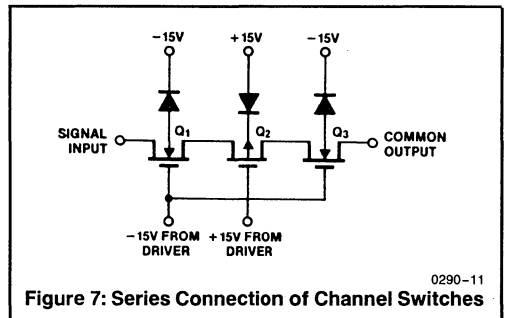 −15V +15V −15V
Q1 Q2 Q3
SIGNAL INPUT
COMMON OUTPUT
−15V FROM DRIVER
+15V FROM DRIVER
0290–11
Figure 7: Series Connection of Channel Switches